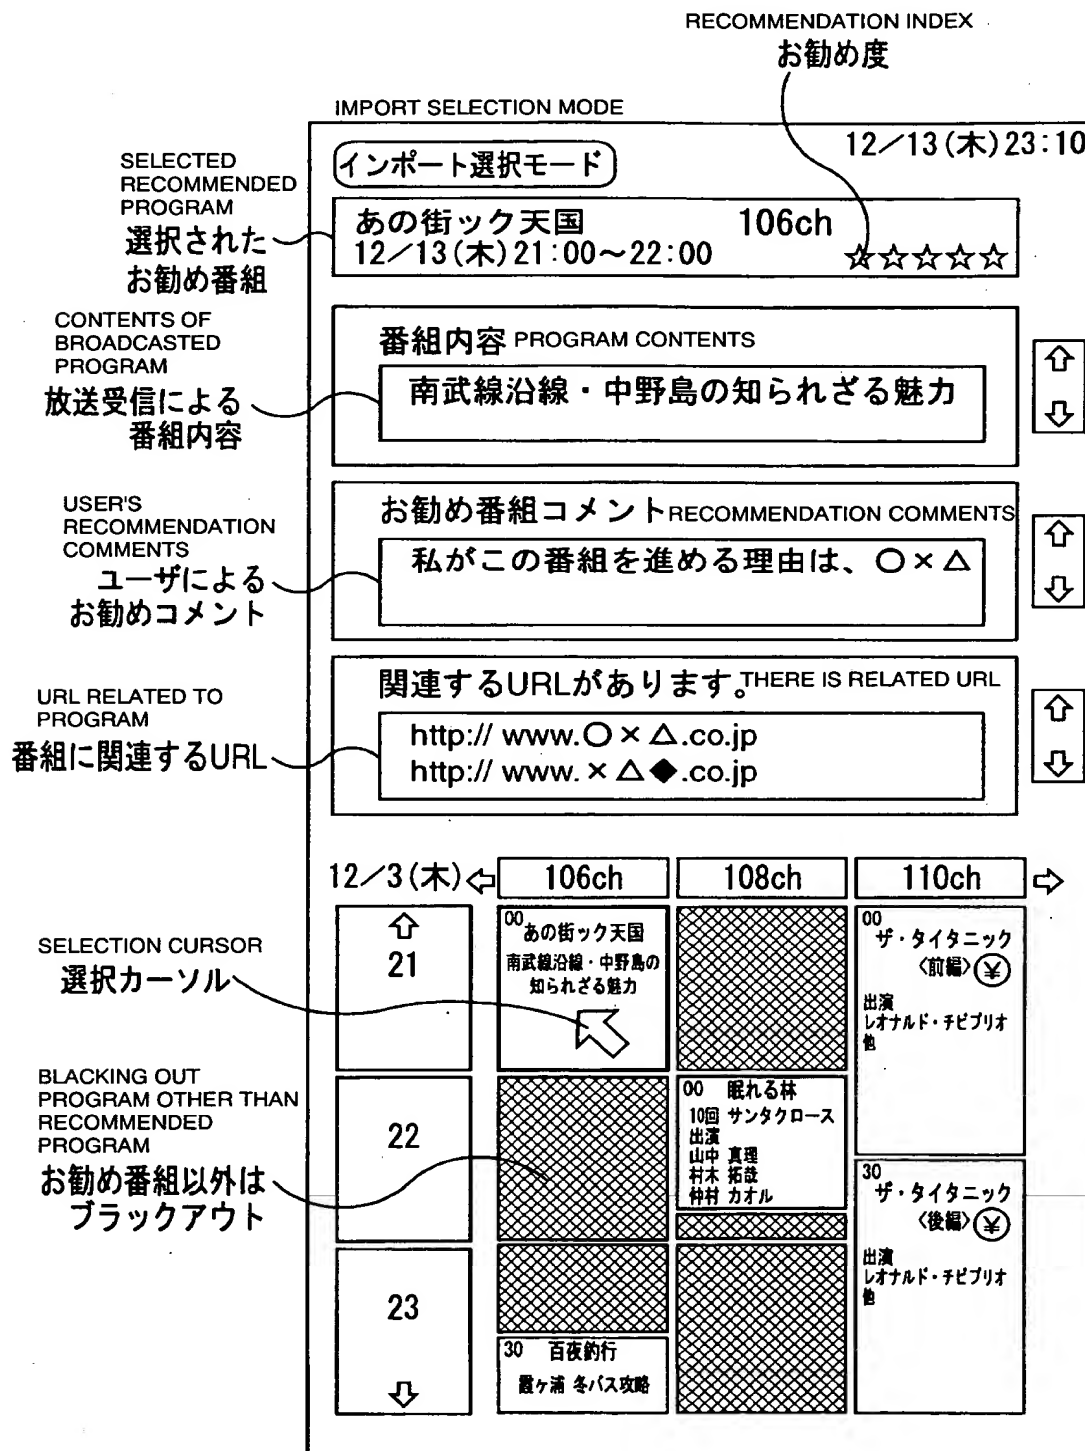 RECOMMENDATION INDEX
お勧め度
IMPORT SELECTION MODE
12／13(木)23:10
インポート選択モード
SELECTED
RECOMMENDED
PROGRAM
選択された
お勧め番組
あの街ック天国 106ch
12／13(木)21:00～22:00 ☆☆☆☆☆
CONTENTS OF
BROADCASTED
PROGRAM
放送受信による
番組内容
番組内容 PROGRAM CONTENTS
南武線沿線・中野島の知られざる魅力
USER'S
RECOMMENDATION
COMMENTS
ユーザによる
お勧めコメント
お勧め番組コメント RECOMMENDATION COMMENTS
私がこの番組を進める理由は、○×△
URL RELATED TO
PROGRAM
番組に関連するURL
関連するURLがあります。THERE IS RELATED URL
http:// www.○×△.co.jp
http:// www.×△◆.co.jp
12／3(木) ⇦ 106ch 108ch 110ch ⇨
SELECTION CURSOR
選択カーソル
BLACKING OUT
PROGRAM OTHER THAN
RECOMMENDED
PROGRAM
お勧め番組以外は
ブラックアウト
21
22
23
00
あの街ック天国
南武線沿線・中野島の
知られざる魅力
30 百夜釣行
霞ヶ浦 冬バス攻略
00 眠れる林
10回 サンタクロース
出演
山中 真理
村木 拓哉
仲村 カオル
00
ザ・タイタニック
〈前編〉¥
出演
レオナルド・チビブリオ
他
30
ザ・タイタニック
〈後編〉¥
出演
レオナルド・チビブリオ
他